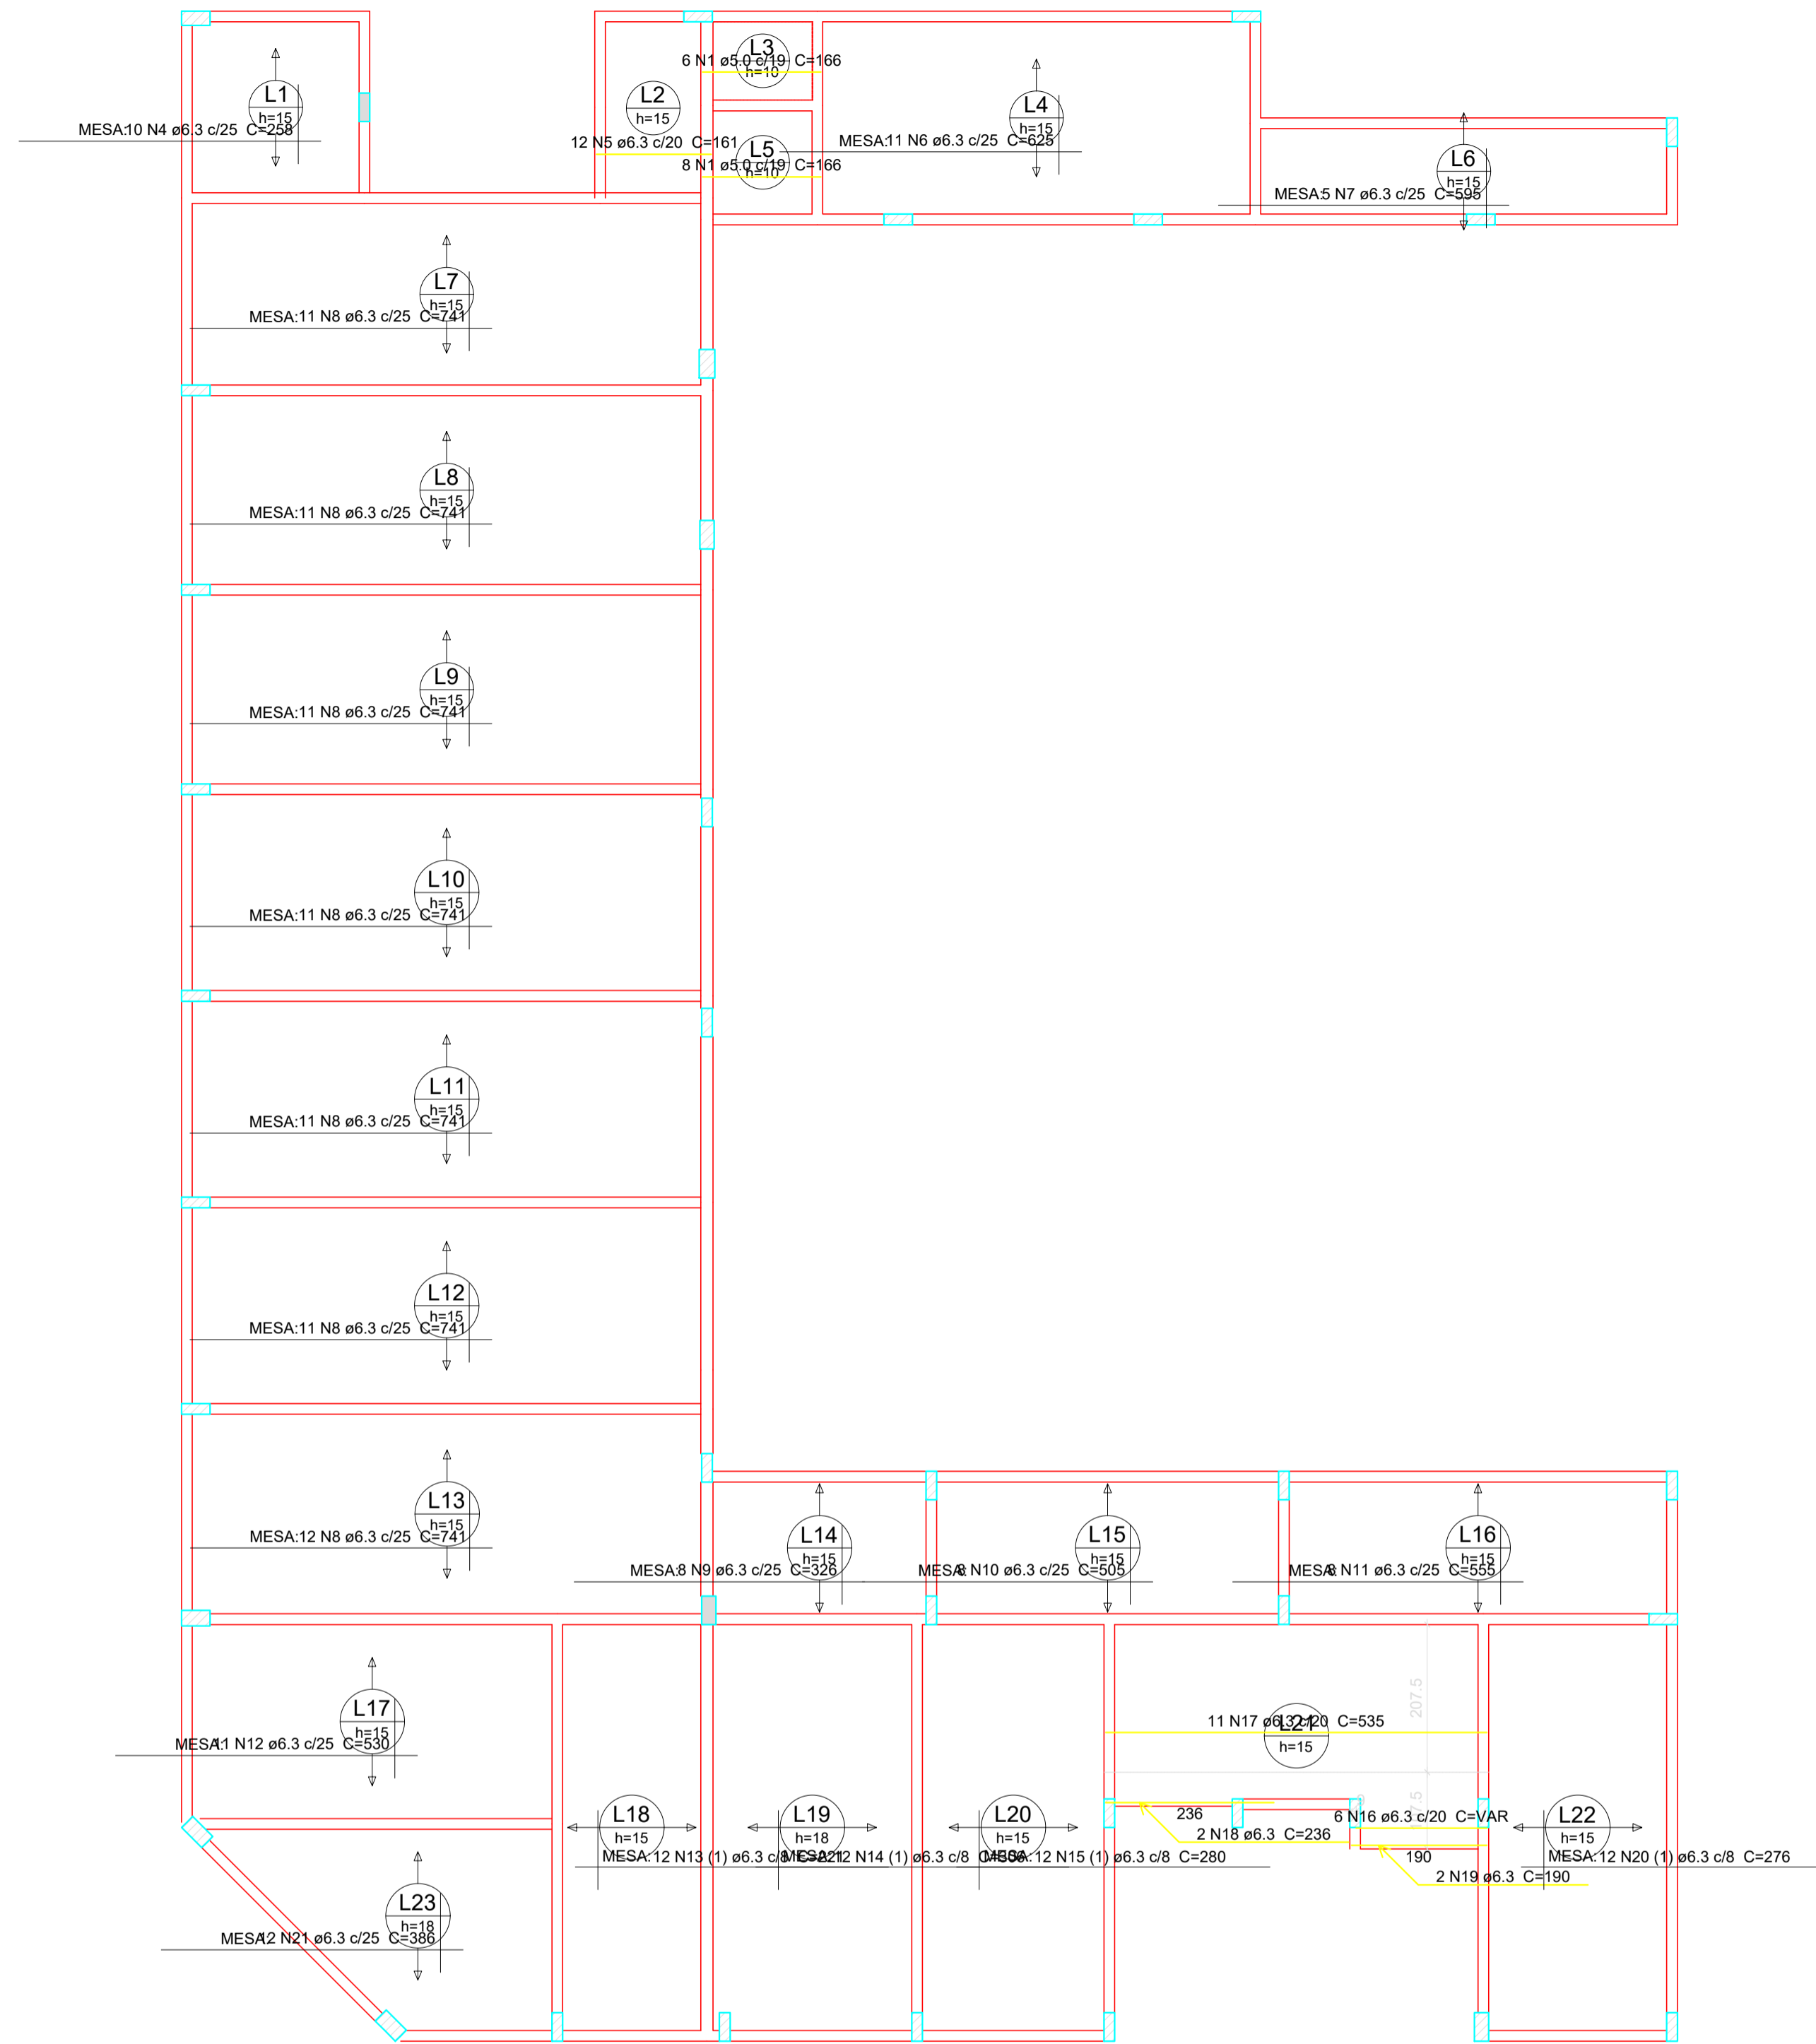 L1
h=15
MESA:10 N4 ø6.3 c/25 C=258
L2
h=15
12 N5 ø6.3 c/20 C=161
L3
h=10
6 N1 ø5.0 c/19 C=166
L5
h=10
8 N1 ø5.0 c/19 C=166
L4
h=15
MESA:11 N6 ø6.3 c/25 C=625
L6
h=15
MESA:5 N7 ø6.3 c/25 C=595
L7
h=15
MESA:11 N8 ø6.3 c/25 C=741
L8
h=15
MESA:11 N8 ø6.3 c/25 C=741
L9
h=15
MESA:11 N8 ø6.3 c/25 C=741
L10
h=15
MESA:11 N8 ø6.3 c/25 C=741
L11
h=15
MESA:11 N8 ø6.3 c/25 C=741
L12
h=15
MESA:11 N8 ø6.3 c/25 C=741
L13
h=15
MESA:12 N8 ø6.3 c/25 C=741
L14
h=15
MESA:8 N9 ø6.3 c/25 C=326
L15
h=15
MESA:8 N10 ø6.3 c/25 C=505
L16
h=15
MESA:8 N11 ø6.3 c/25 C=555
L17
h=15
MESA:11 N12 ø6.3 c/25 C=530
207.5
11 N17 ø6.3 c/20 C=535
L21
h=15
236
2 N18 ø6.3 C=236
6 N16 ø6.3 c/20 C=VAR
190
2 N19 ø6.3 C=190
L18
h=15
MESA:12 N13 (1) ø6.3 c/8 C=221
L19
h=18
MESA:12 N14 (1) ø6.3 c/8
L20
h=15
MESA:12 N15 (1) ø6.3 c/8 C=280
L22
h=15
MESA:12 N20 (1) ø6.3 c/8 C=276
L23
h=18
MESA:12 N21 ø6.3 c/25 C=386